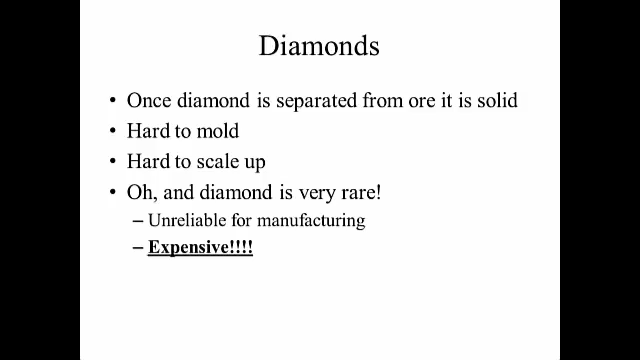 Diamonds
• Once diamond is separated from ore it is solid
• Hard to mold
• Hard to scale up
• Oh, and diamond is very rare!
– Unreliable for manufacturing
– Expensive!!!!